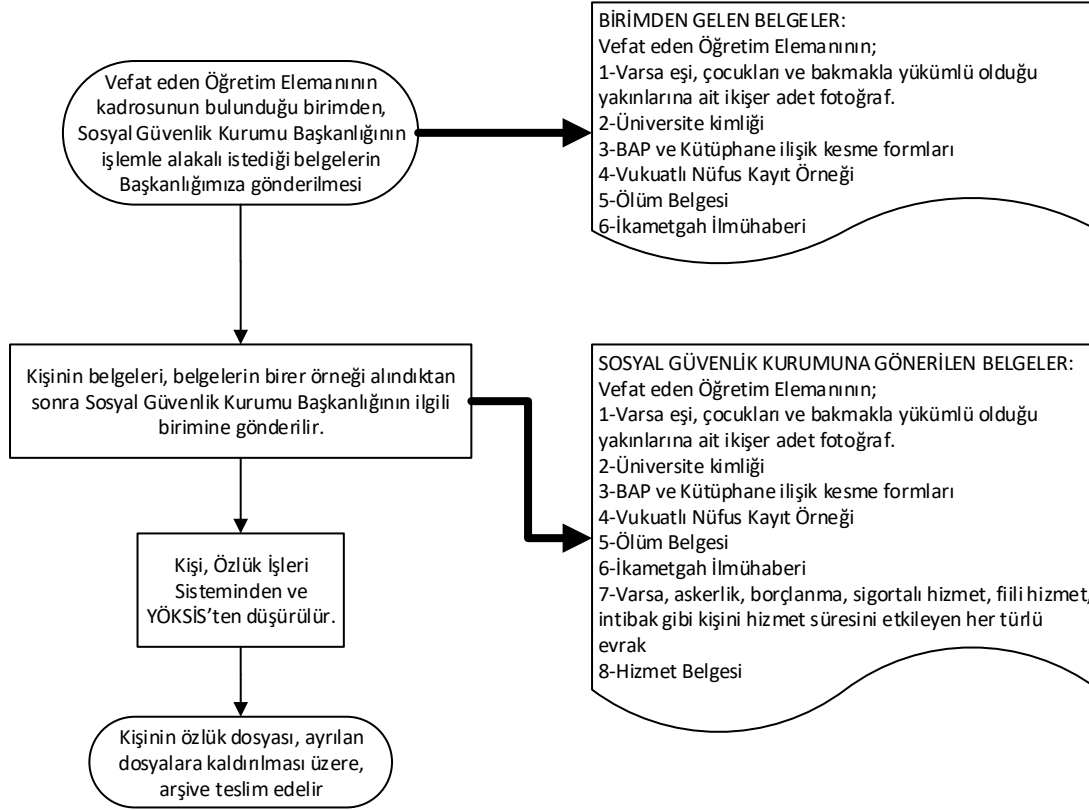 Vefat eden Öğretim Elemanının
kadrosunun bulunduğu birimden,
Sosyal Güvenlik Kurumu Başkanlığının
işlemle alakalı istediği belgelerin
Başkanlığımıza gönderilmesi
BİRİMDEN GELEN BELGELER:
Vefat eden Öğretim Elemanının;
1-Varsa eşi, çocukları ve bakmakla yükümlü olduğu
yakınlarına ait ikişer adet fotoğraf.
2-Üniversite kimliği
3-BAP ve Kütüphane ilişik kesme formları
4-Vukuatlı Nüfus Kayıt Örneği
5-Ölüm Belgesi
6-İkametgah İlmühaberi
Kişinin belgeleri, belgelerin birer örneği alındıktan
sonra Sosyal Güvenlik Kurumu Başkanlığının ilgili
birimine gönderilir.
SOSYAL GÜVENLİK KURUMUNA GÖNERİLEN BELGELER:
Vefat eden Öğretim Elemanının;
1-Varsa eşi, çocukları ve bakmakla yükümlü olduğu
yakınlarına ait ikişer adet fotoğraf.
2-Üniversite kimliği
3-BAP ve Kütüphane ilişik kesme formları
4-Vukuatlı Nüfus Kayıt Örneği
5-Ölüm Belgesi
6-İkametgah İlmühaberi
7-Varsa, askerlik, borçlanma, sigortalı hizmet, fiili hizmet,
intibak gibi kişini hizmet süresini etkileyen her türlü
evrak
8-Hizmet Belgesi
Kişi, Özlük İşleri
Sisteminden ve
YÖKSİS’ten düşürülür.
Kişinin özlük dosyası, ayrılan
dosyalara kaldırılması üzere,
arşive teslim edelir